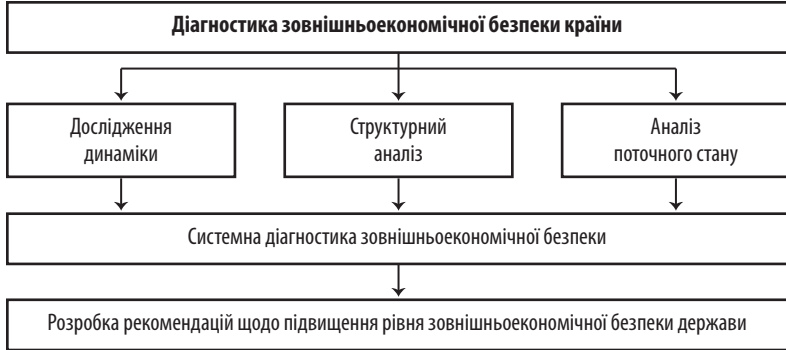 Діагностика зовнішньоекономічної безпеки країни
Дослідження
динаміки
Структурний
аналіз
Аналіз
поточного стану
Системна діагностика зовнішньоекономічної безпеки
Розробка рекомендацій щодо підвищення рівня зовнішньоекономічної безпеки держави